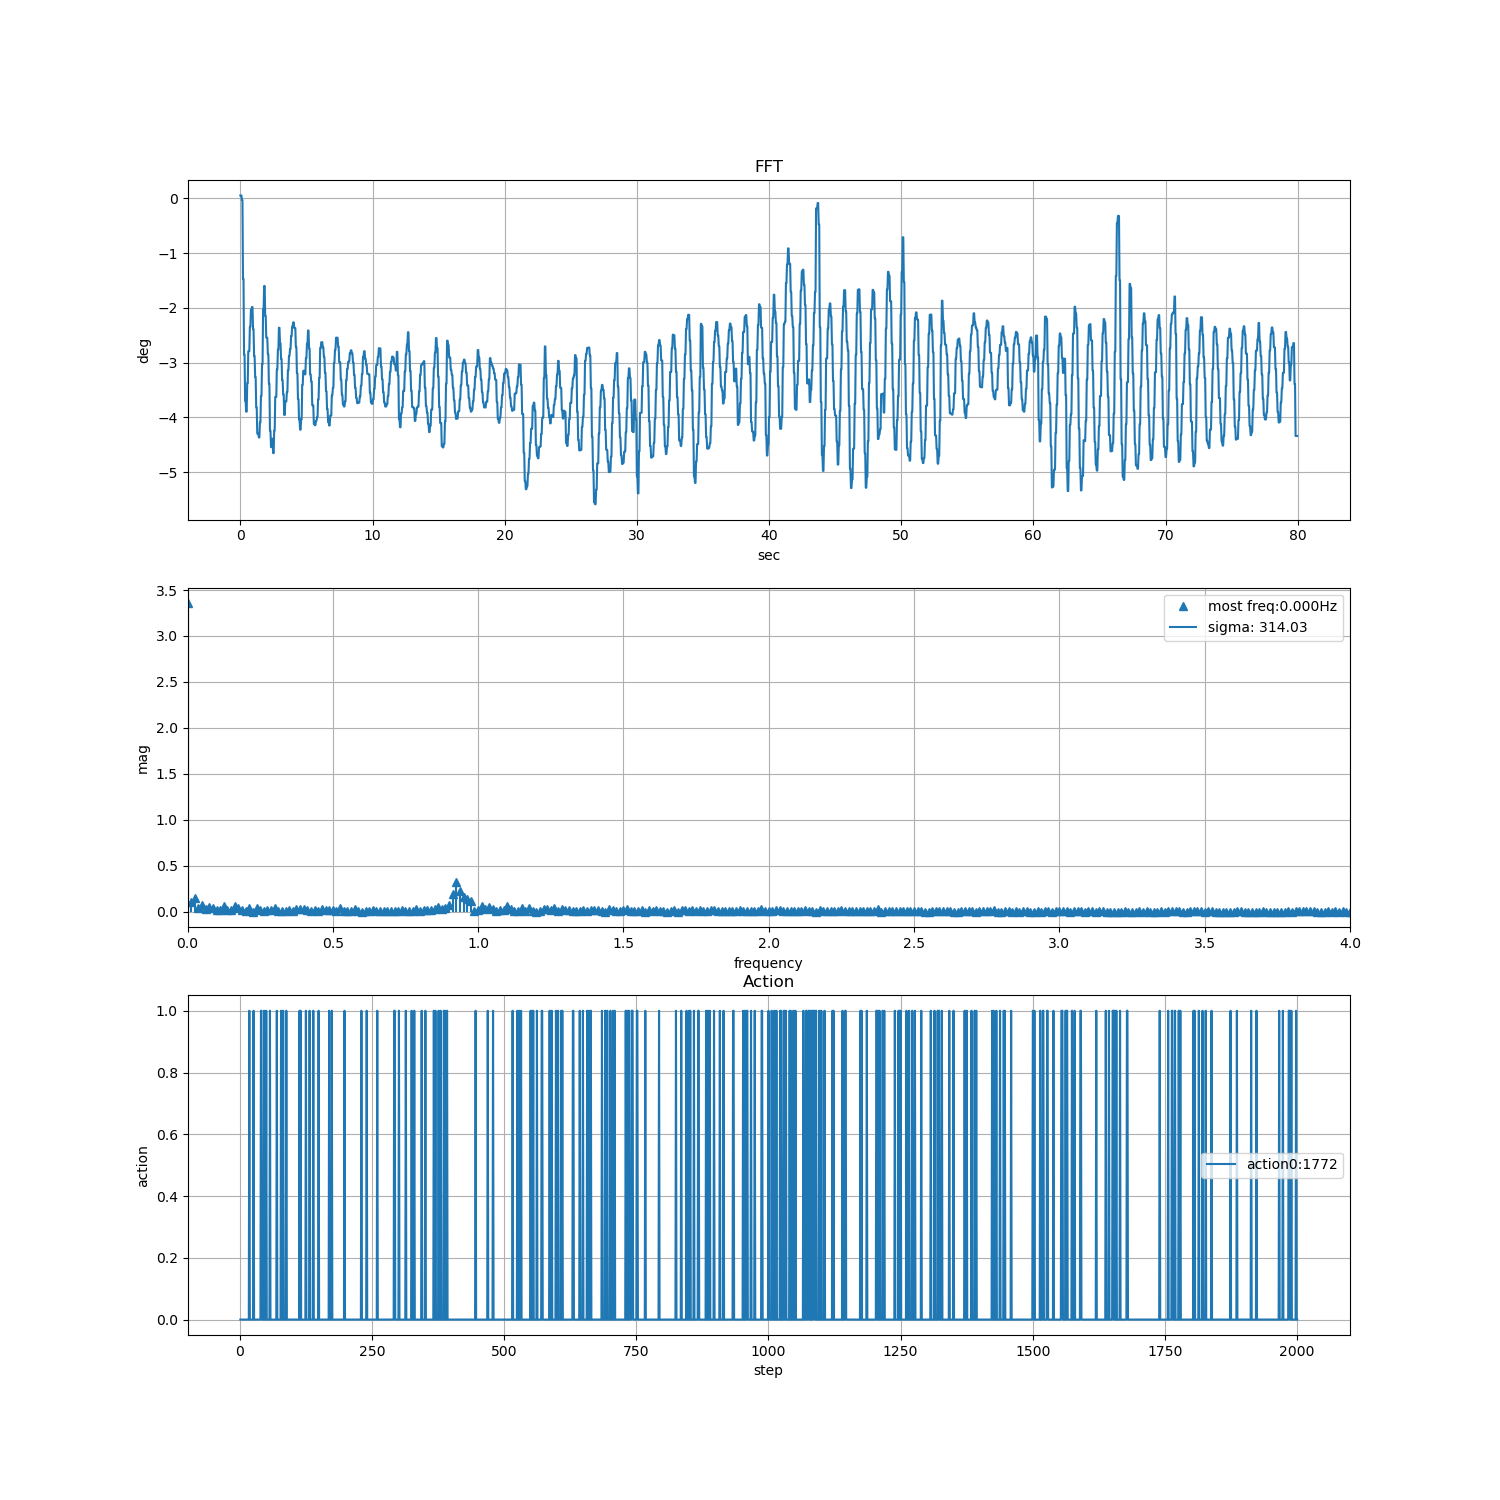 FFT
0
−1
−2
−3
−4
−5
deg
0 10 20 30 40 50 60 70 80
sec
3.5
3.0
2.5
2.0
1.5
1.0
0.5
0.0
mag
most freq:0.000Hz
sigma: 314.03
0.0 0.5 1.0 1.5 2.0 2.5 3.0 3.5 4.0
frequency
Action
1.0
0.8
0.6
0.4
0.2
0.0
action
action0:1772
0 250 500 750 1000 1250 1500 1750 2000
step